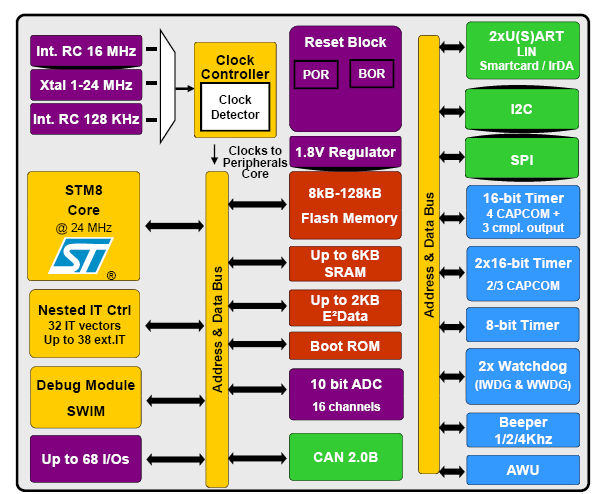 Int. RC 16 MHz
Xtal 1-24 MHz
Int. RC 128 KHz
Clock
Controller
Clock
Detector
Clocks to
Peripherals
Core
Reset Block
POR
BOR
1.8V Regulator
STM8
Core
@ 24 MHz
ST
®
Nested IT Ctrl
32 IT vectors
Up to 38 ext.IT
Debug Module
SWIM
Up to 68 I/Os
Address & Data Bus
8kB-128kB
Flash Memory
Up to 6KB
SRAM
Up to 2KB
E²Data
Boot ROM
10 bit ADC
16 channels
CAN 2.0B
Address & Data Bus
2xU(S)ART
LIN
Smartcard / IrDA
I2C
SPI
16-bit Timer
4 CAPCOM +
3 cmpl. output
2x16-bit Timer
2/3 CAPCOM
8-bit Timer
2x Watchdog
(IWDG & WWDG)
Beeper
1/2/4Khz
AWU